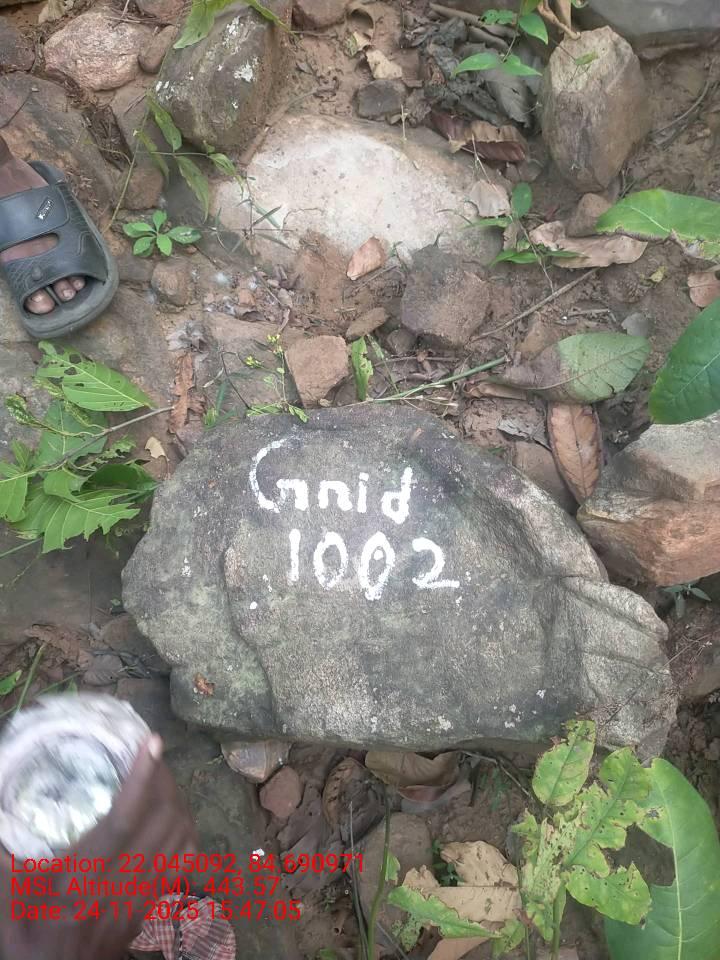 Gnid
1002
Location: 22.045092, 84.690971
MSL Altitude(M): 443.57
Date: 24-11-2025 15:47:05